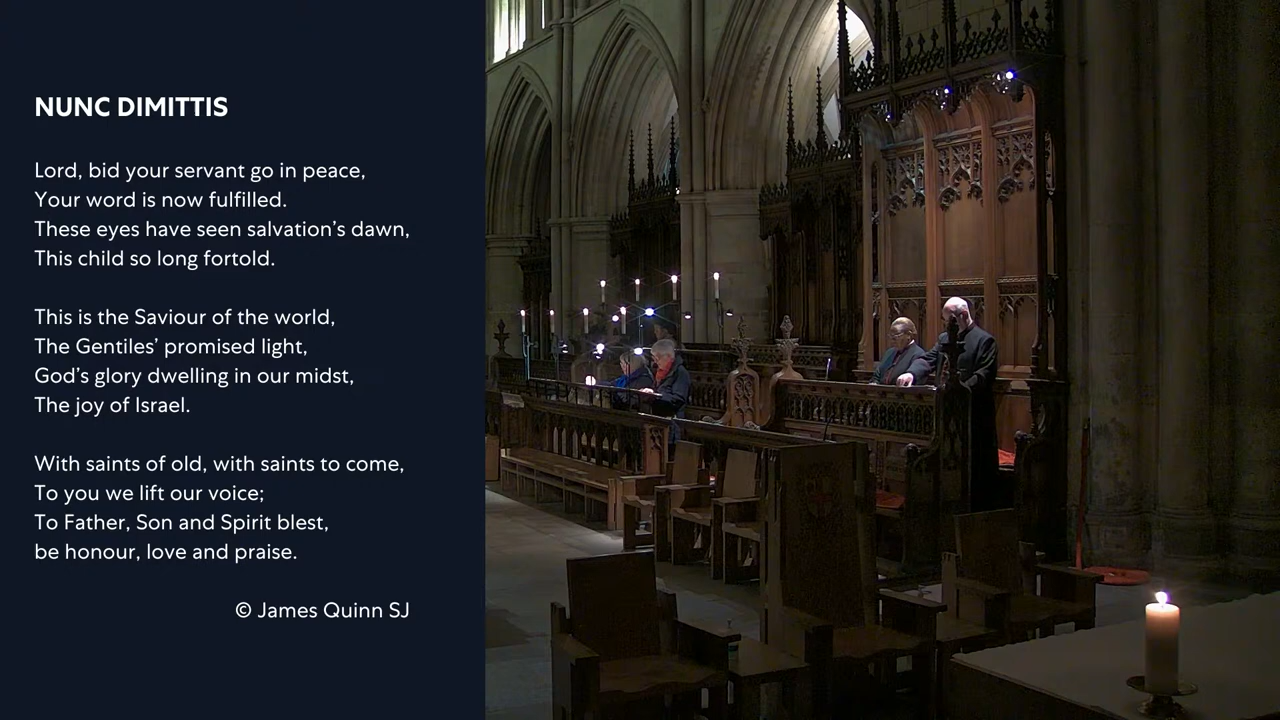 NUNC DIMITTIS
Lord, bid your servant go in peace,
Your word is now fulfilled.
These eyes have seen salvation’s dawn,
This child so long fortold.
This is the Saviour of the world,
The Gentiles’ promised light,
God’s glory dwelling in our midst,
The joy of Israel.
With saints of old, with saints to come,
To you we lift our voice;
To Father, Son and Spirit blest,
be honour, love and praise.
© James Quinn SJ